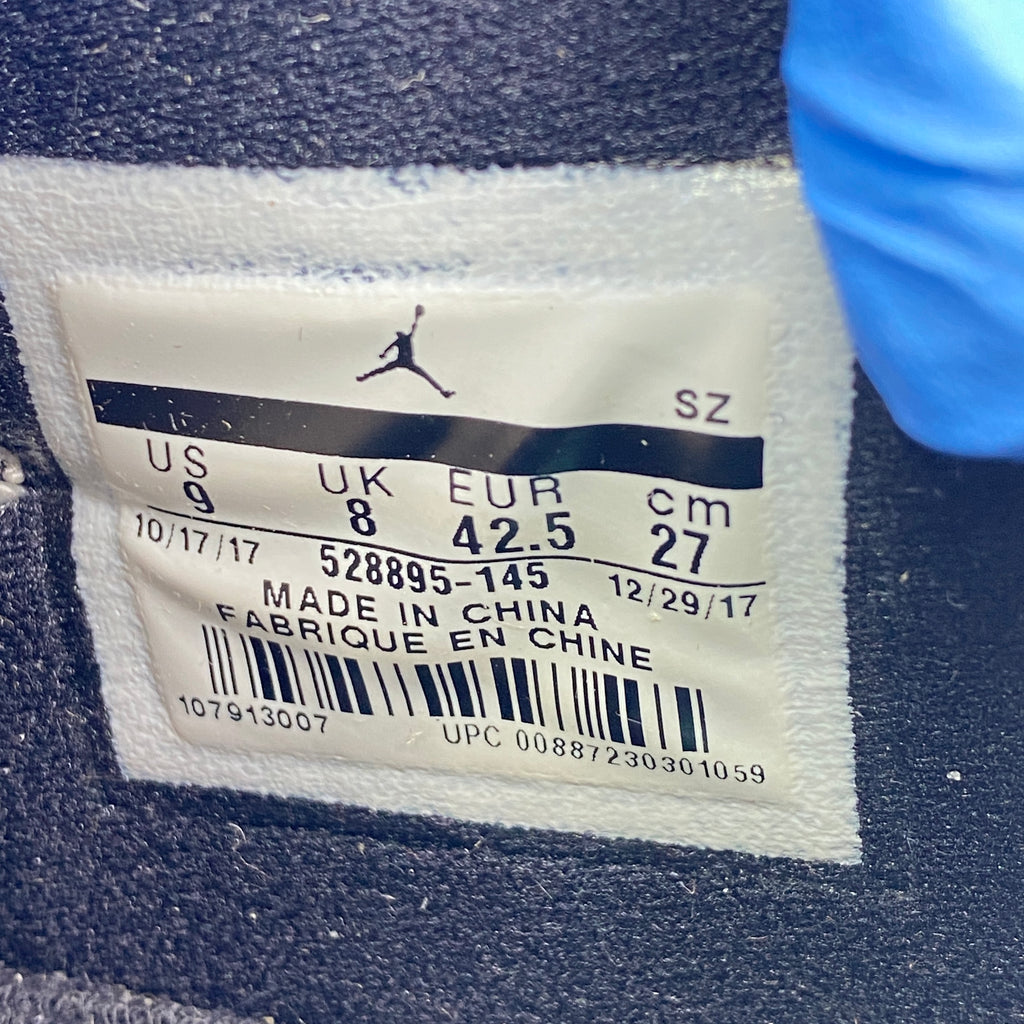 SZ
US UK EUR cm
9 8 42.5 27
10/17/17 528895-145 12/29/17
MADE IN CHINA
FABRIQUE EN CHINE
107913007 UPC 00887230301059